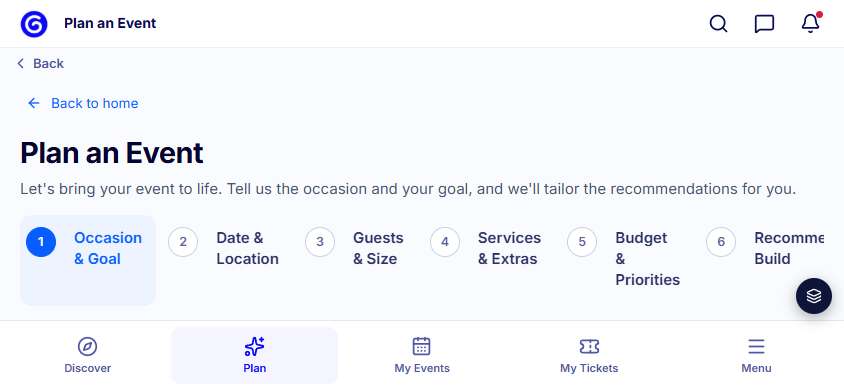 Plan an Event
Back
Back to home
Plan an Event
Let's bring your event to life. Tell us the occasion and your goal, and we'll tailor the recommendations for you.
1 Occasion
& Goal
2 Date &
Location
3 Guests
& Size
4 Services
& Extras
5 Budget
&
Priorities
6 Recomme
Build
Discover
Plan
My Events
My Tickets
Menu